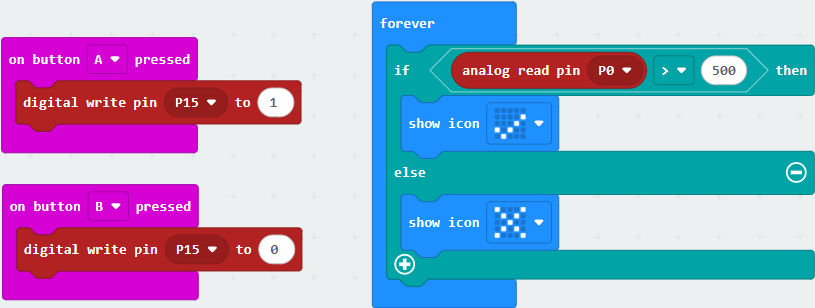 on button A pressed
digital write pin P15 to 1
on button B pressed
digital write pin P15 to 0
forever
if analog read pin P0 > 500 then
show icon
else
show icon